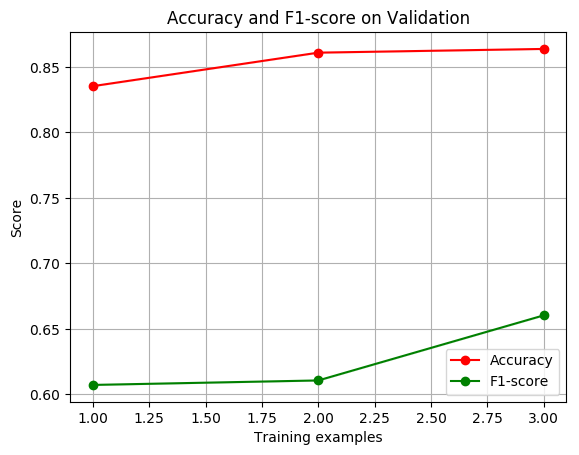 Accuracy and F1-score on Validation
Score
0.85
0.80
0.75
0.70
0.65
0.60
Accuracy
F1-score
1.00 1.25 1.50 1.75 2.00 2.25 2.50 2.75 3.00
Training examples